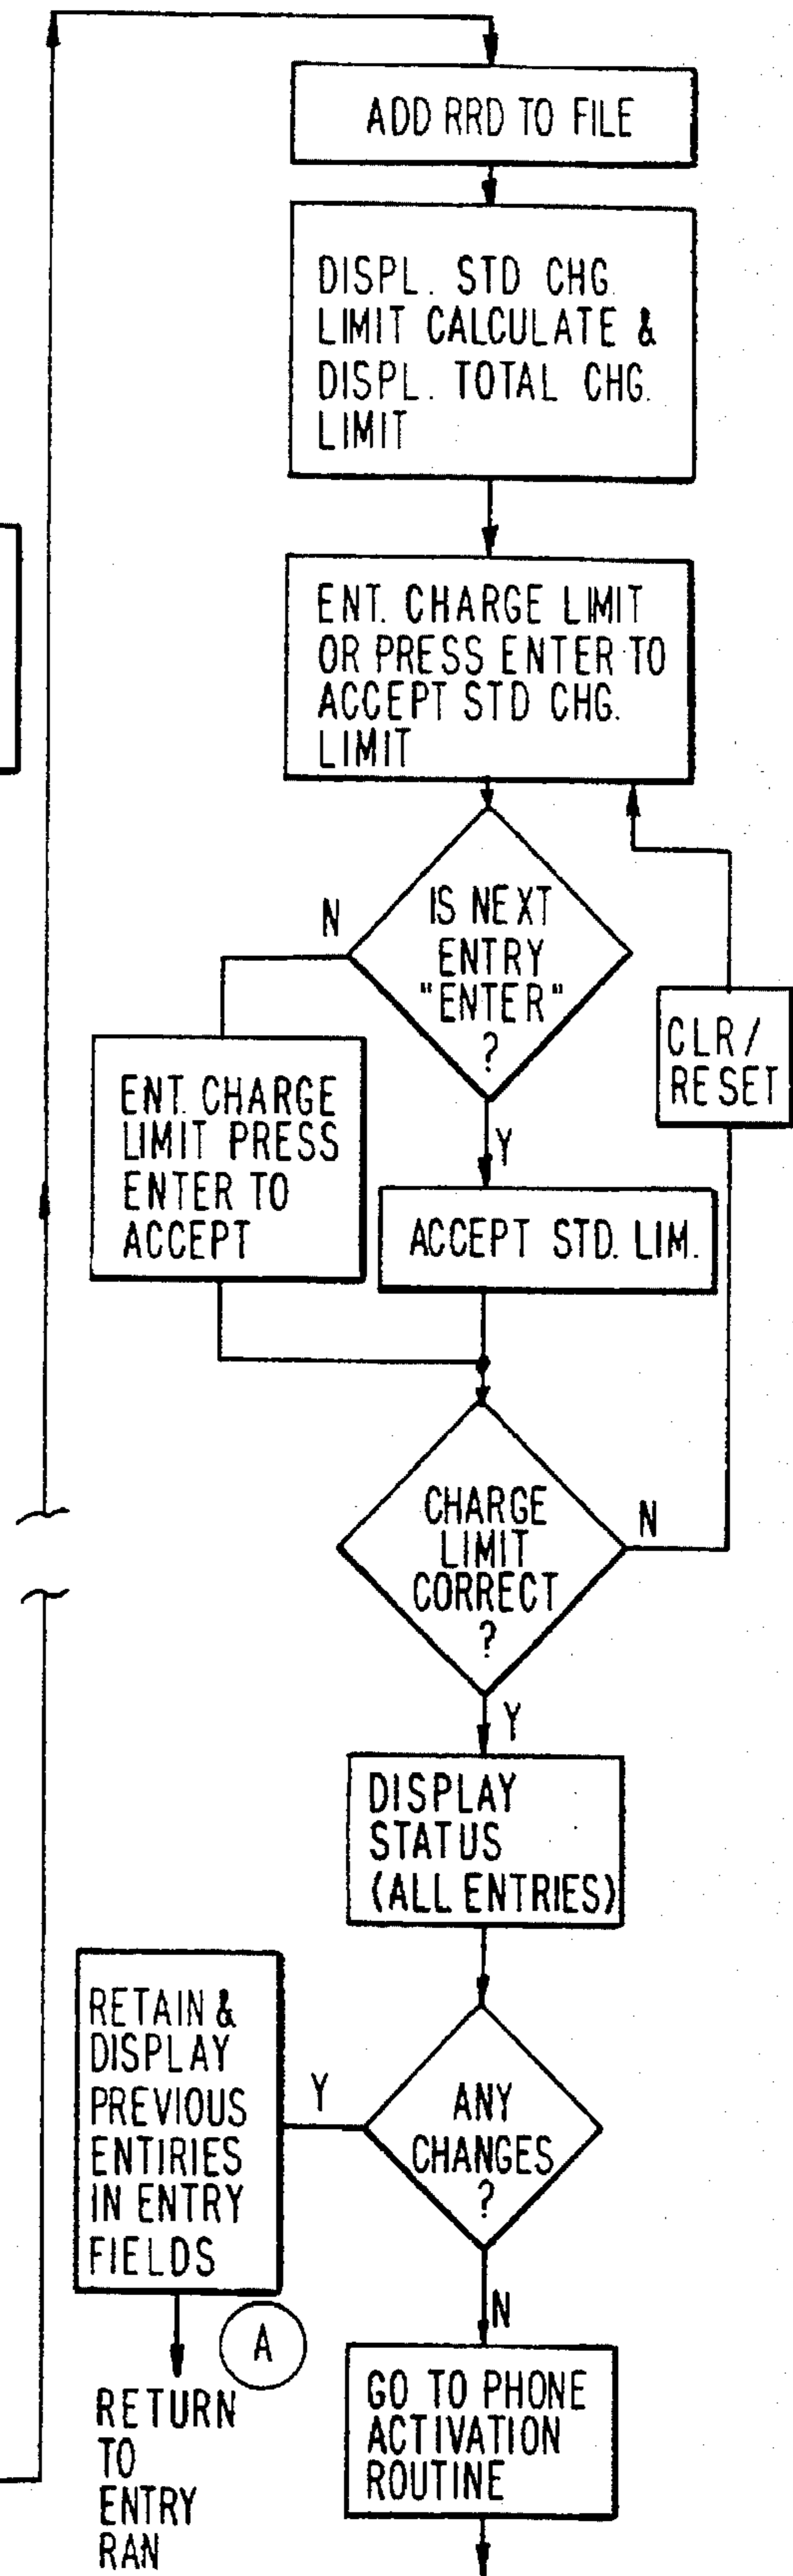 ADD RRD TO FILE
DISPL. STD CHG.
LIMIT CALCULATE &
DISPL. TOTAL CHG.
LIMIT
ENT. CHARGE LIMIT
OR PRESS ENTER TO
ACCEPT STD CHG.
LIMIT
IS NEXT
ENTRY
"ENTER"
?
N
Y
CLR/
RESET
ENT. CHARGE
LIMIT PRESS
ENTER TO
ACCEPT
ACCEPT STD. LIM.
CHARGE
LIMIT
CORRECT
?
N
Y
DISPLAY
STATUS
(ALL ENTRIES)
ANY
CHANGES
?
Y
N
RETAIN &
DISPLAY
PREVIOUS
ENTIRIES
IN ENTRY
FIELDS
A
RETURN
TO
ENTRY
RAN
GO TO PHONE
ACTIVATION
ROUTINE